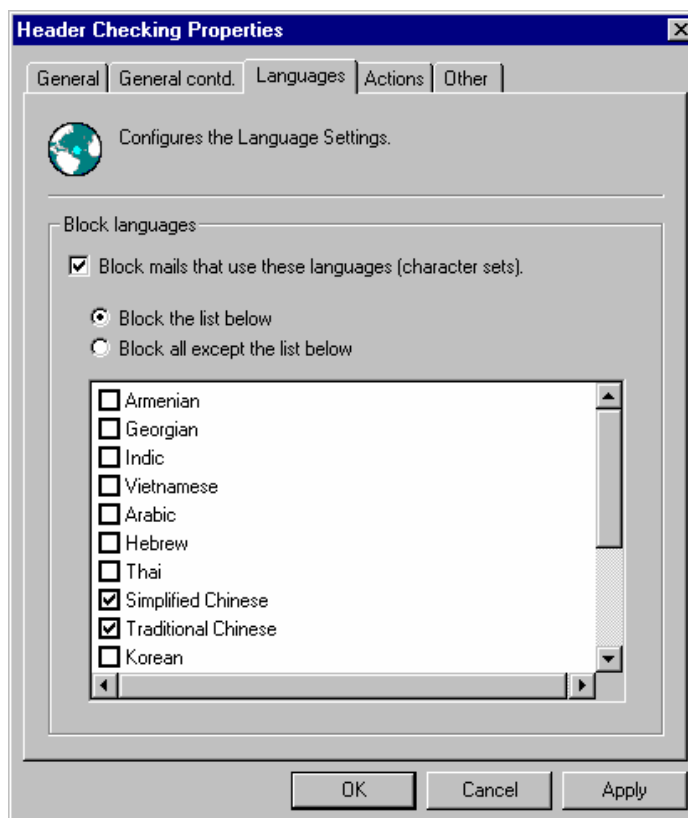 Header Checking Properties
General General contd. Languages Actions Other
Configures the Language Settings.
Block languages
Block mails that use these languages (character sets).
Block the list below
Block all except the list below
Armenian
Georgian
Indic
Vietnamese
Arabic
Hebrew
Thai
Simplified Chinese
Traditional Chinese
Korean
OK Cancel Apply